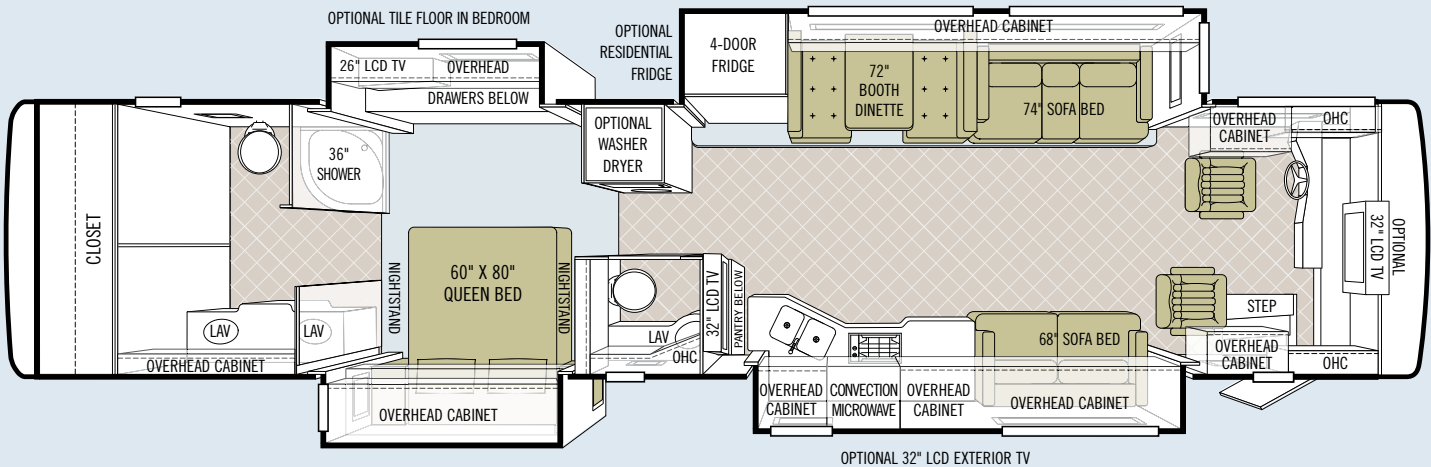 OPTIONAL TILE FLOOR IN BEDROOM
26" LCD TV
OVERHEAD
DRAWERS BELOW
OPTIONAL
RESIDENTIAL
FRIDGE
4-DOOR
FRIDGE
OVERHEAD CABINET
72"
BOOTH
DINETTE
74" SOFA BED
OVERHEAD
CABINET
OHC
OPTIONAL
WASHER
DRYER
36"
SHOWER
CLOSET
LAV
LAV
OVERHEAD CABINET
NIGHTSTAND
60" X 80"
QUEEN BED
NIGHTSTAND
OVERHEAD CABINET
LAV
OHC
32" LCD TV
PANTRY BELOW
OVERHEAD
CABINET
CONVECTION
MICROWAVE
OVERHEAD
CABINET
68" SOFA BED
OVERHEAD CABINET
STEP
OVERHEAD
CABINET
OHC
OPTIONAL
32" LCD TV
OPTIONAL 32" LCD EXTERIOR TV